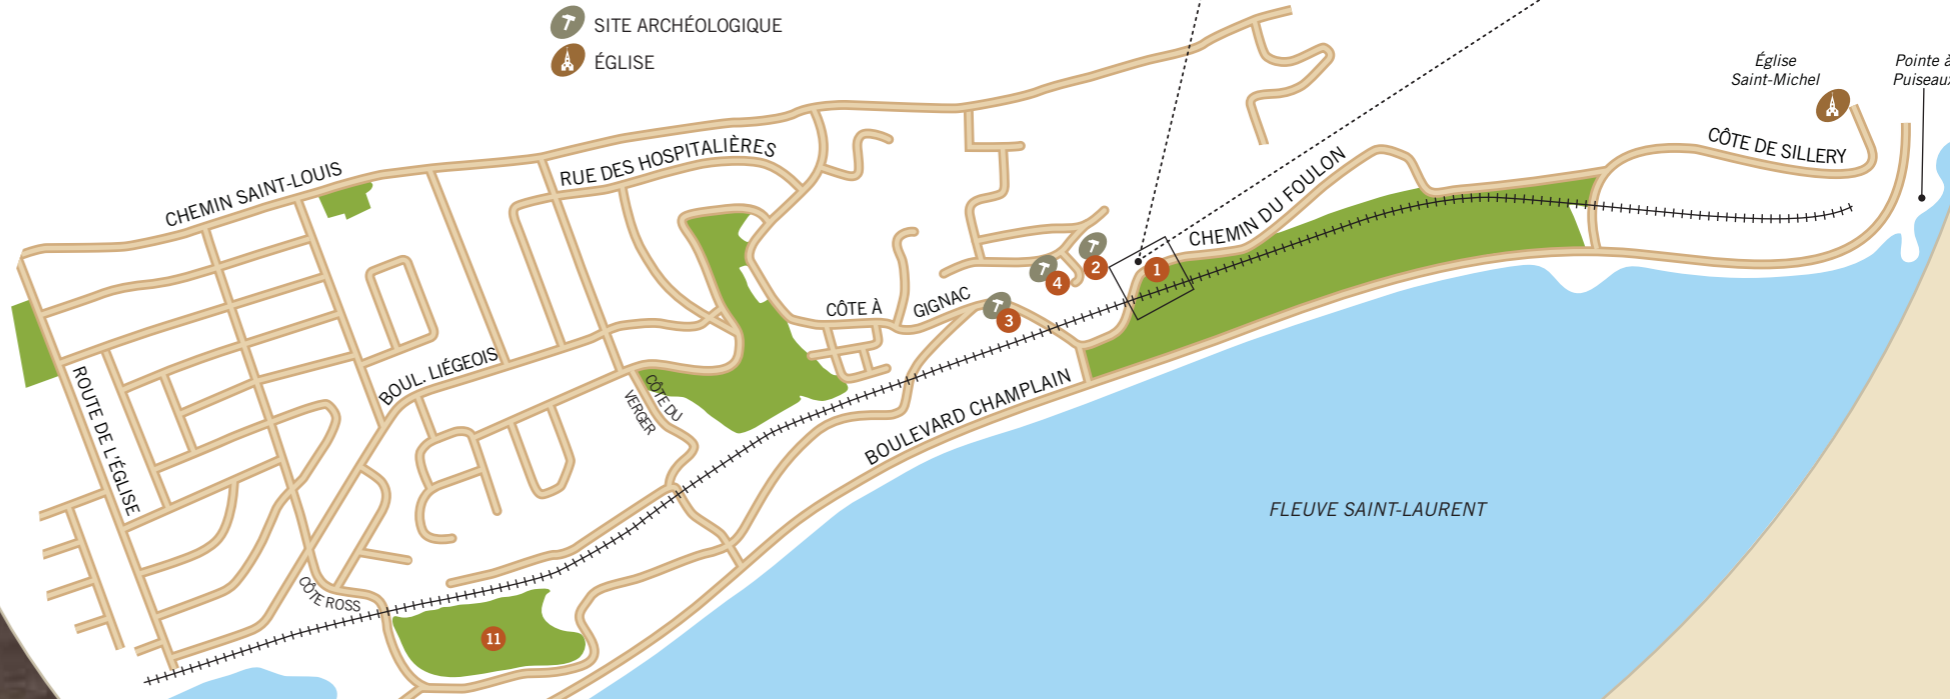 SITE ARCHÉOLOGIQUE
ÉGLISE
Église
Saint-Michel
Pointe à
Puiseaux
CÔTE DE SILLERY
RUE DES HOSPITALIÈRES
CHEMIN SAINT-LOUIS
CHEMIN DU FOULON
2
4
1
CÔTE À GIGNAC
3
BOUL. LIÉGEOIS
ROUTE DE L'ÉGLISE
CÔTE DU
VERGER
BOULEVARD CHAMPLAIN
FLEUVE SAINT-LAURENT
CÔTE ROSS
11